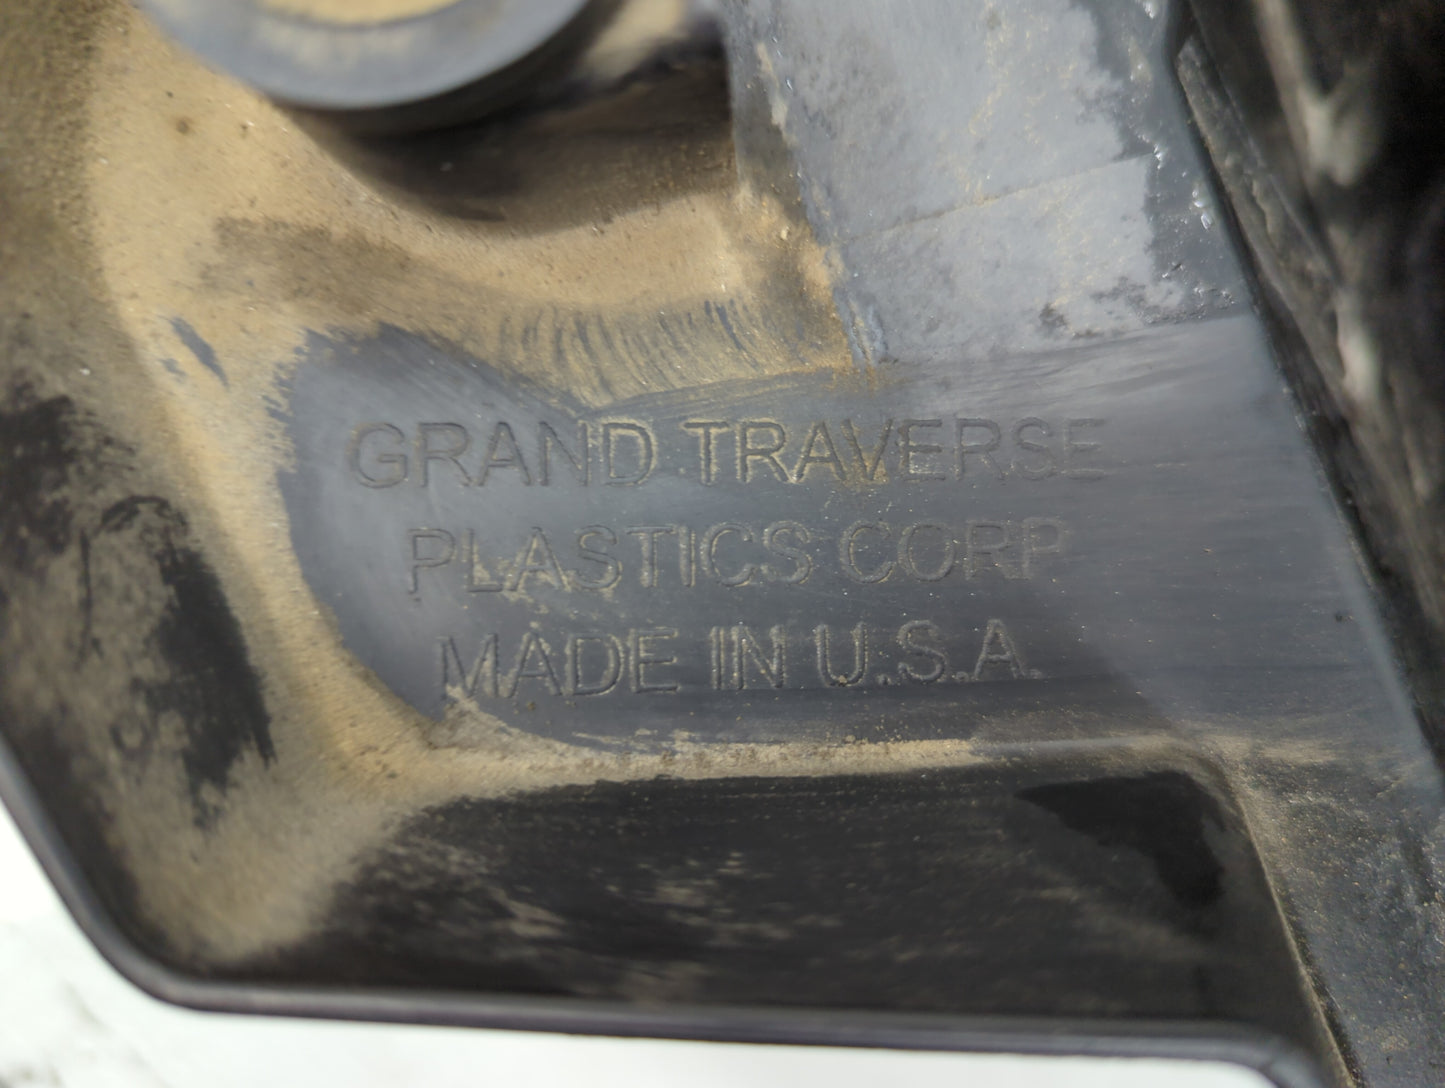 GRAND TRAVERSE
PLASTICS CORP
MADE IN U.S.A.